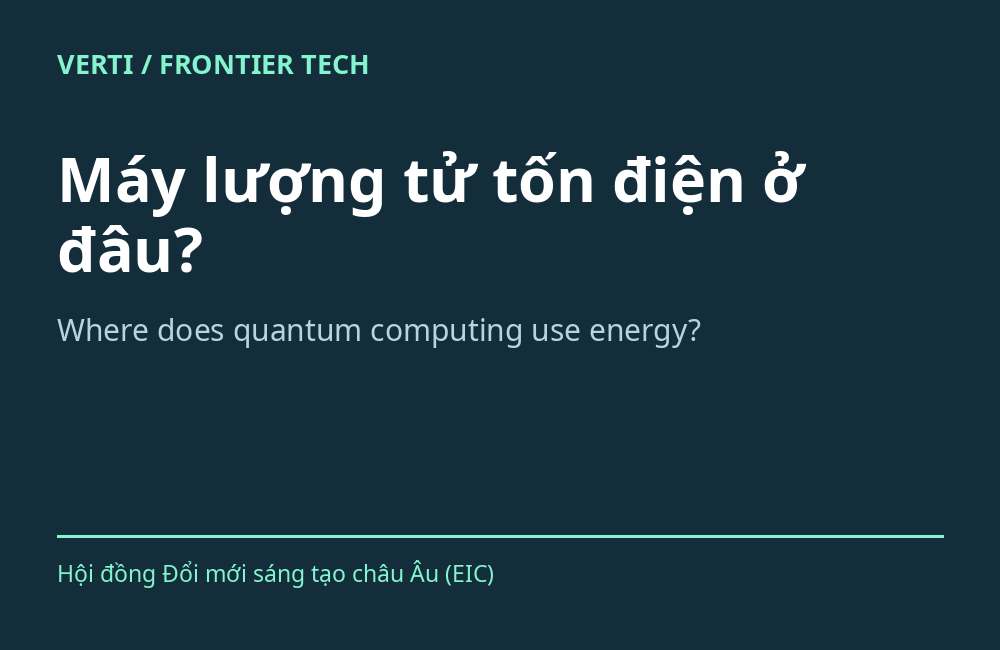 VERTI / FRONTIER TECH
Máy lượng tử tốn điện ở
đâu?
Where does quantum computing use energy?
Hội đồng Đổi mới sáng tạo châu Âu (EIC)